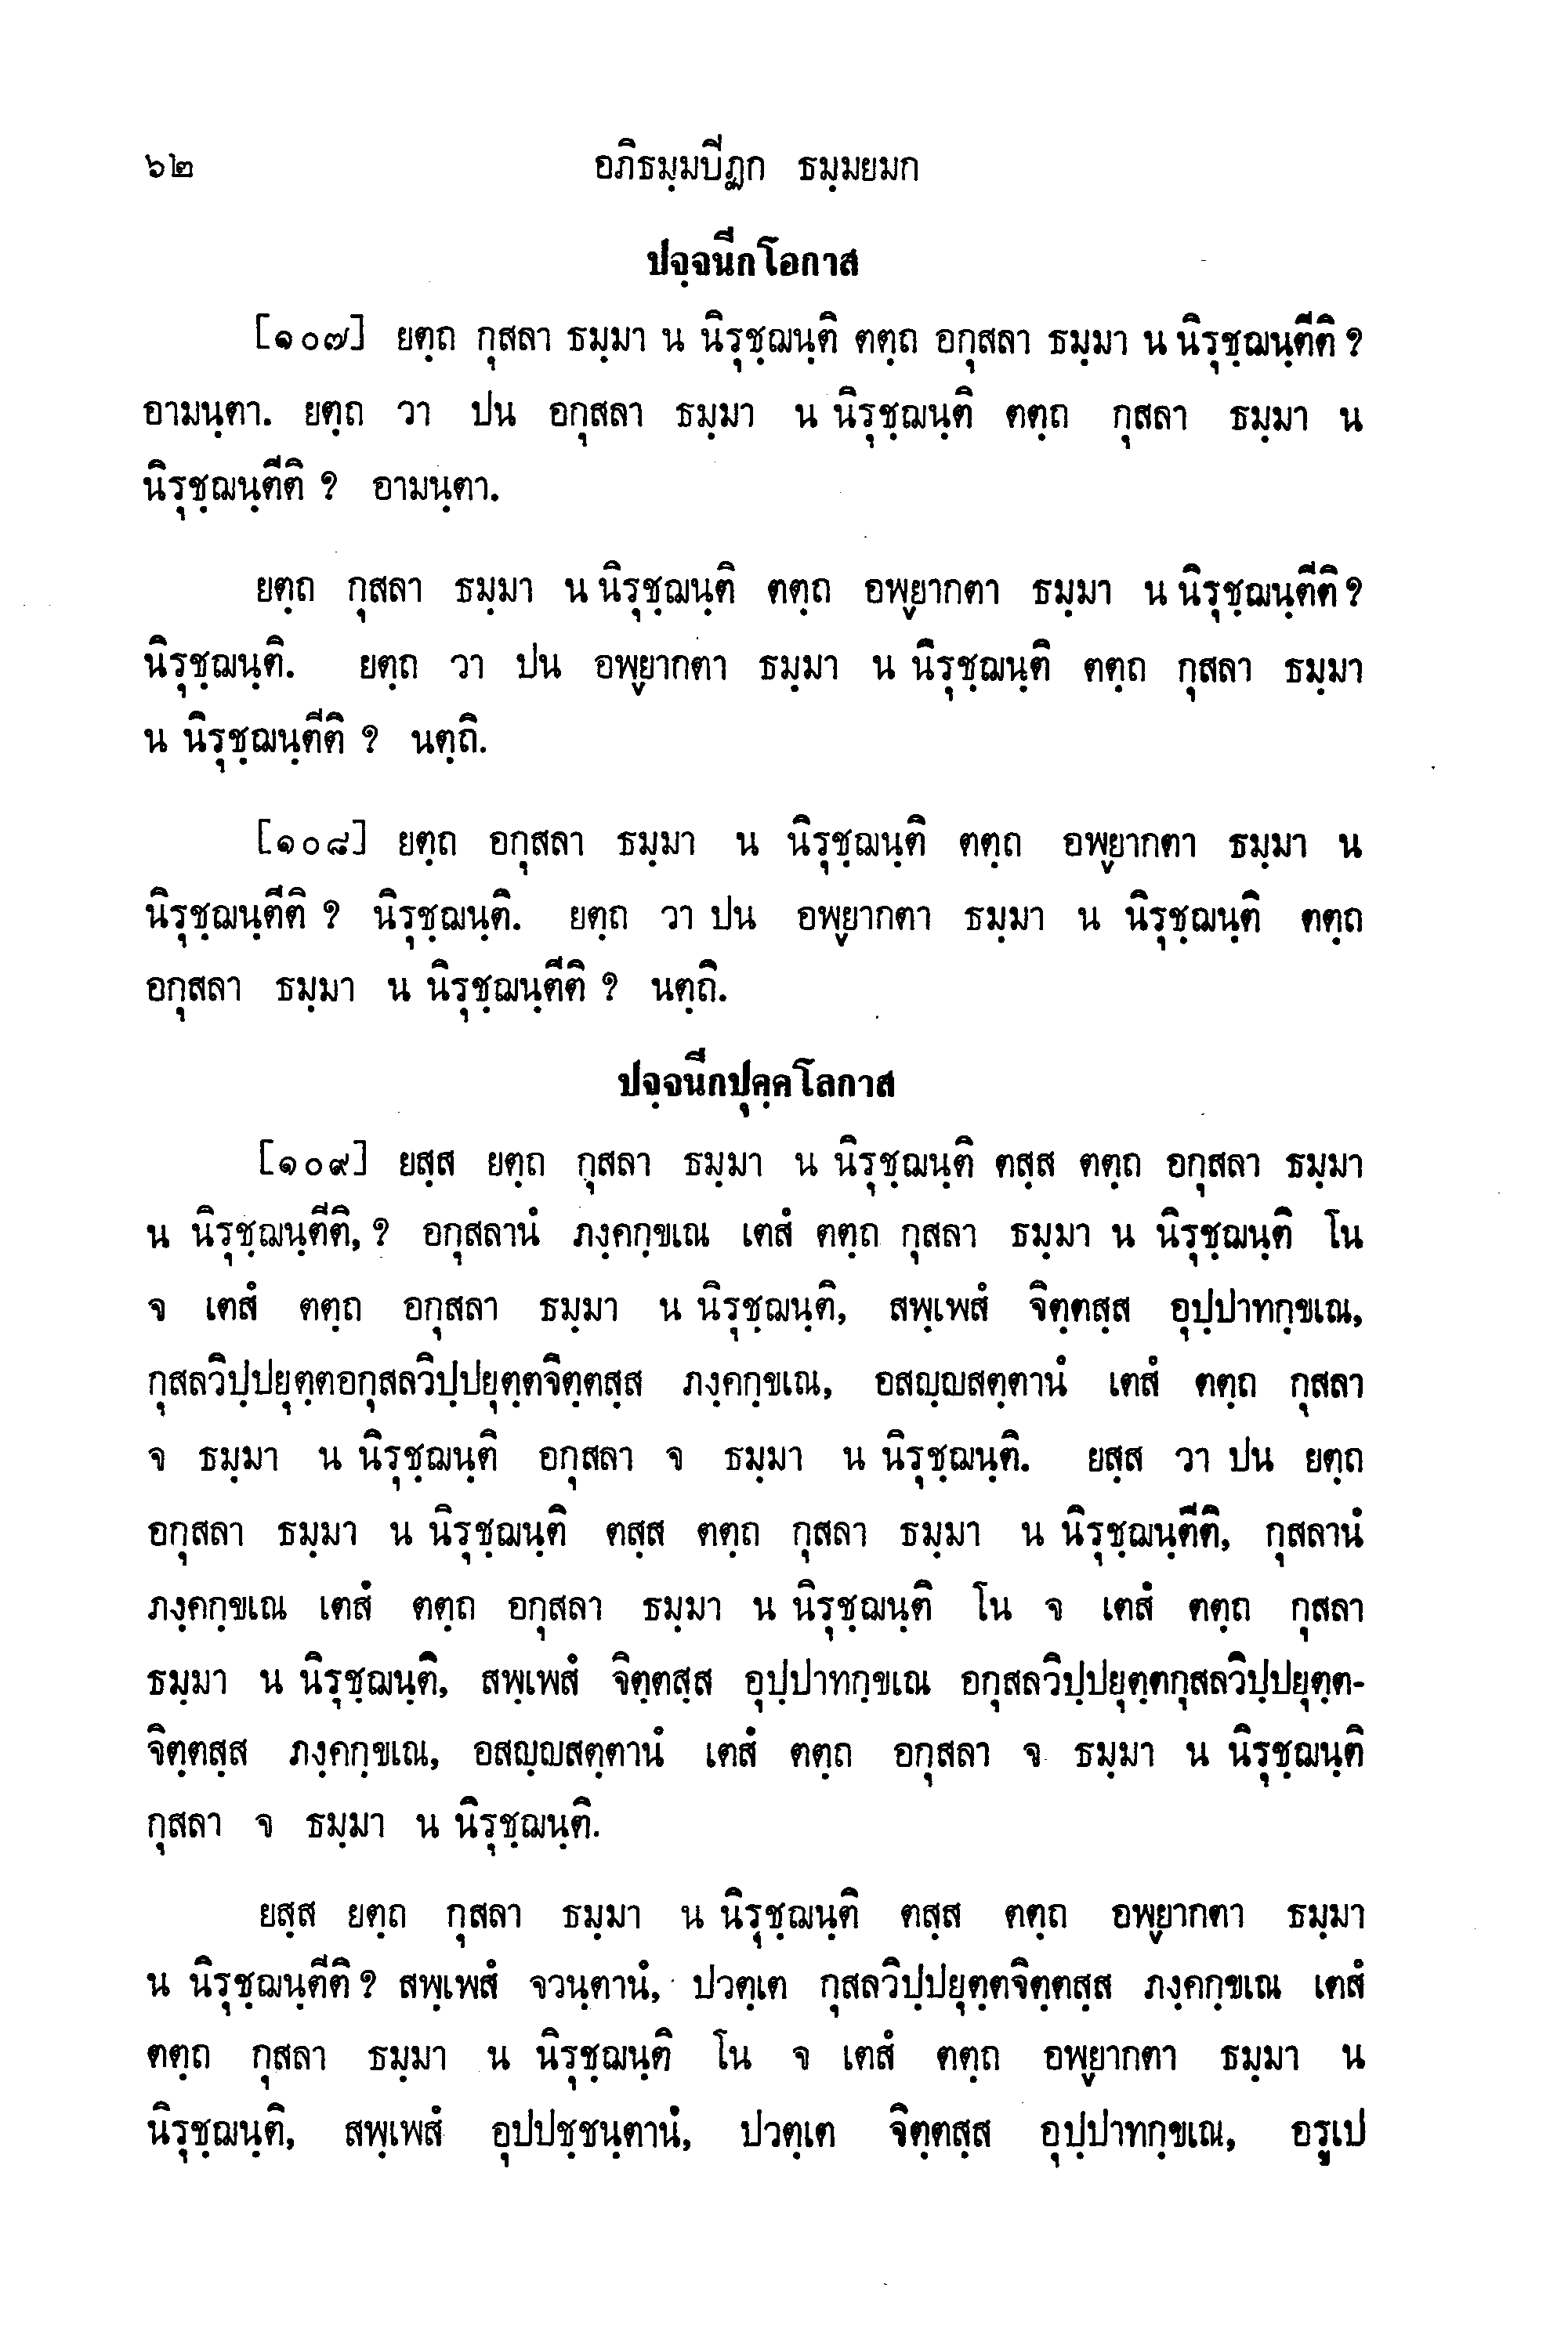 ๖๒ อภิธมฺมปีฏก ธมฺมยมก
ปจฺจนีกโอกาส
[๑๐๗] ยตฺถ กุสลา ธมฺมา น นิรุชฺฌนฺติ ตตฺถ อกุสลา ธมฺมา น นิรุชฺฌนฺตีติ ?
อามนฺตา. ยตฺถ วา ปน อกุสลา ธมฺมา น นิรุชฺฌนฺติ ตตฺถ กุสลา ธมฺมา น
นิรุชฺฌนฺตีติ ? อามนฺตา.
ยตฺถ กุสลา ธมฺมา น นิรุชฺฌนฺติ ตตฺถ อพฺยากตา ธมฺมา น นิรุชฺฌนฺตีติ ?
นิรุชฺฌนฺติ. ยตฺถ วา ปน อพฺยากตา ธมฺมา น นิรุชฺฌนฺติ ตตฺถ กุสลา ธมฺมา
น นิรุชฺฌนฺตีติ ? นตฺถิ.
[๑๐๘] ยตฺถ อกุสลา ธมฺมา น นิรุชฺฌนฺติ ตตฺถ อพฺยากตา ธมฺมา น
นิรุชฺฌนฺตีติ ? นิรุชฺฌนฺติ. ยตฺถ วา ปน อพฺยากตา ธมฺมา น นิรุชฺฌนฺติ ตตฺถ
อกุสลา ธมฺมา น นิรุชฺฌนฺตีติ ? นตฺถิ.
ปจฺจนีกปุคฺคโลกาส
[๑๐๙] ยสฺส ยตฺถ กุสลา ธมฺมา น นิรุชฺฌนฺติ ตสฺส ตตฺถ อกุสลา ธมฺมา
น นิรุชฺฌนฺตีติ, ? อกุสลานํ ภงฺคกฺขเณ เตสํ ตตฺถ กุสลา ธมฺมา น นิรุชฺฌนฺติ โน
จ เตสํ ตตฺถ อกุสลา ธมฺมา น นิรุชฺฌนฺติ, สพฺเพสํ จิตฺตสฺส อุปฺปาทกฺขเณ,
กุสลวิปฺปยุตฺตอกุสลวิปฺปยุตฺตจิตฺตสฺส ภงฺคกฺขเณ, อสญฺญสตฺตานํ เตสํ ตตฺถ กุสลา
จ ธมฺมา น นิรุชฺฌนฺติ อกุสลา จ ธมฺมา น นิรุชฺฌนฺติ. ยสฺส วา ปน ยตฺถ
อกุสลา ธมฺมา น นิรุชฺฌนฺติ ตสฺส ตตฺถ กุสลา ธมฺมา น นิรุชฺฌนฺตีติ, กุสลานํ
ภงฺคกฺขเณ เตสํ ตตฺถ อกุสลา ธมฺมา น นิรุชฺฌนฺติ โน จ เตสํ ตตฺถ กุสลา
ธมฺมา น นิรุชฺฌนฺติ, สพฺเพสํ จิตฺตสฺส อุปฺปาทกฺขเณ อกุสลวิปฺปยุตฺตกุสลวิปฺปยุตฺต-
จิตฺตสฺส ภงฺคกฺขเณ, อสญฺญสตฺตานํ เตสํ ตตฺถ อกุสลา จ ธมฺมา น นิรุชฺฌนฺติ
กุสลา จ ธมฺมา น นิรุชฺฌนฺติ.
ยสฺส ยตฺถ กุสลา ธมฺมา น นิรุชฺฌนฺติ ตสฺส ตตฺถ อพฺยากตา ธมฺมา
น นิรุชฺฌนฺตีติ ? สพฺเพสํ จวนฺตานํ, ปวตฺเต กุสลวิปฺปยุตฺตจิตฺตสฺส ภงฺคกฺขเณ เตสํ
ตตฺถ กุสลา ธมฺมา น นิรุชฺฌนฺติ โน จ เตสํ ตตฺถ อพฺยากตา ธมฺมา น
นิรุชฺฌนฺติ, สพฺเพสํ อุปปชฺชนฺตานํ, ปวตฺเต จิตฺตสฺส อุปฺปาทกฺขเณ, อรูเป